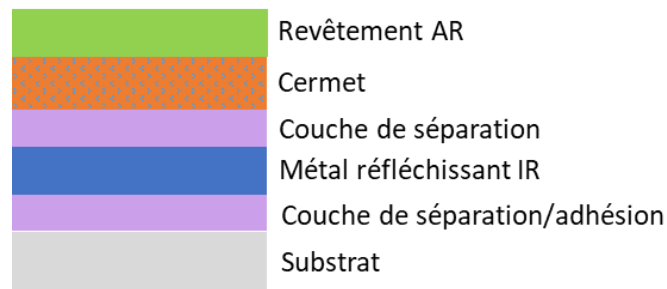 Revêtement AR
Cermet
Couche de séparation
Métal réfléchissant IR
Couche de séparation/adhésion
Substrat